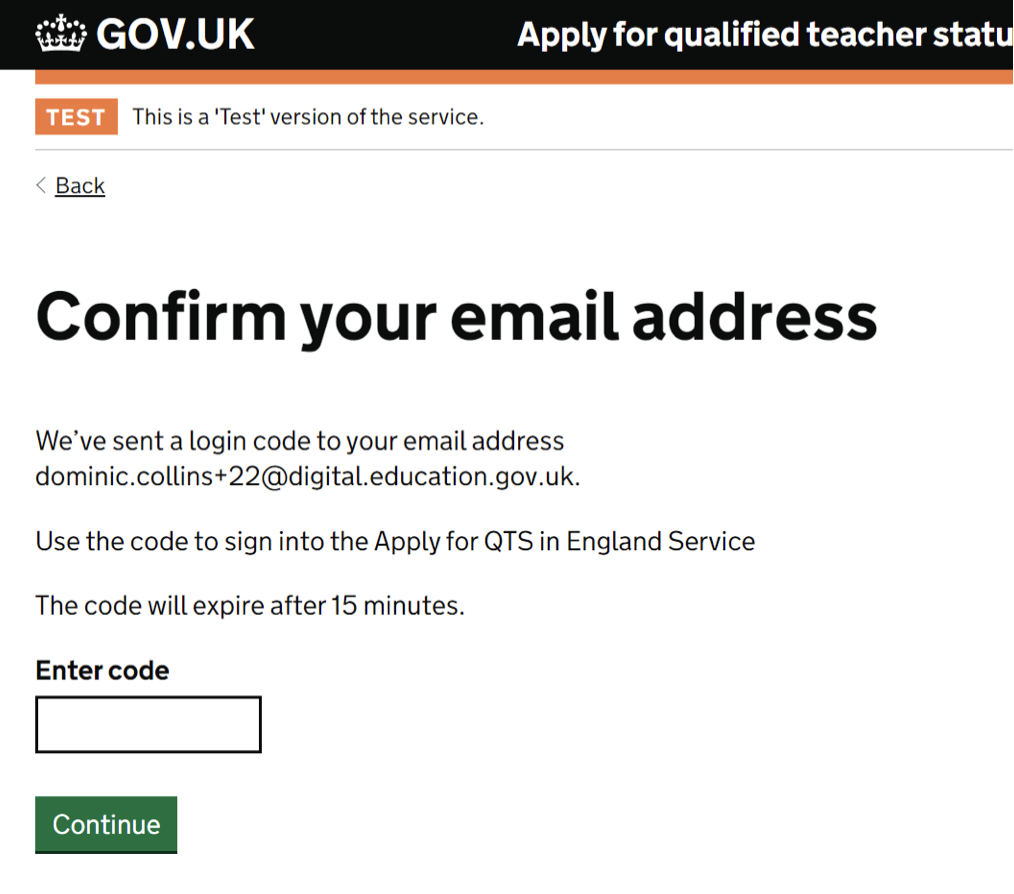 GOV.UK
Apply for qualified teacher statu
TEST This is a 'Test' version of the service.
Back
Confirm your email address
We’ve sent a login code to your email address
dominic.collins+22@digital.education.gov.uk.
Use the code to sign into the Apply for QTS in England Service
The code will expire after 15 minutes.
Enter code
Continue